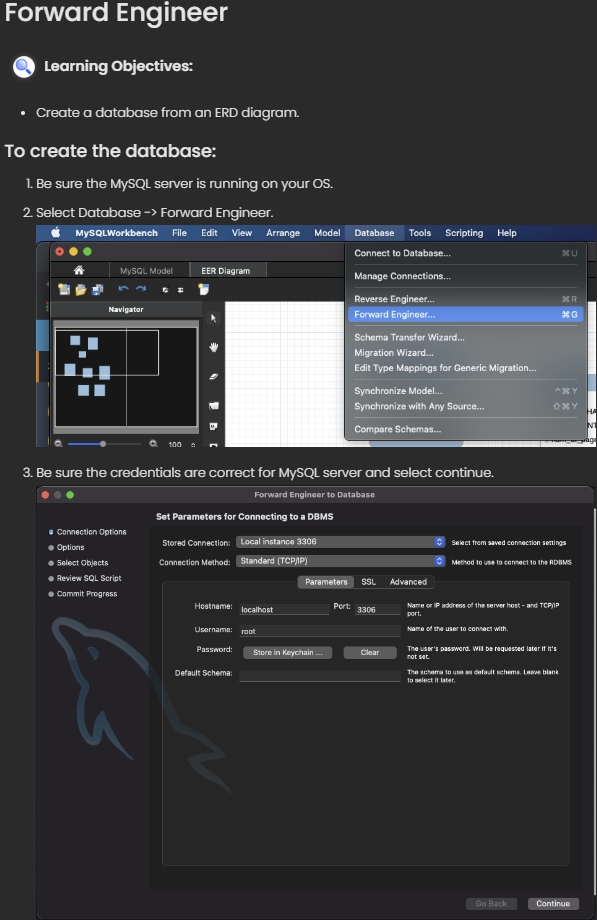 Forward Engineer
Learning Objectives:
• Create a database from an ERD diagram.
To create the database:
1. Be sure the MySQL server is running on your OS.
2. Select Database -> Forward Engineer.
MySQLWorkbench File Edit View Arrange Model Database Tools Scripting Help
MySQL Model EER Diagram
Navigator
100
Connect to Database... ⌘U
Manage Connections...
Reverse Engineer... ⌘R
Forward Engineer... ⌘G
Schema Transfer Wizard...
Migration Wizard...
Edit Type Mappings for Generic Migration...
Synchronize Model... ⌃⌘Y
Synchronize with Any Source... ⇧⌘Y
Compare Schemas...
3. Be sure the credentials are correct for MySQL server and select continue.
Forward Engineer to Database
Connection Options
Options
Select Objects
Review SQL Script
Commit Progress
Set Parameters for Connecting to a DBMS
Stored Connection: Local instance 3306 Select from saved connection settings
Connection Method: Standard (TCP/IP) Method to use to connect to the RDBMS
Parameters SSL Advanced
Hostname: localhost Port: 3306 Name or IP address of the server host - and TCP/IP
port.
Username: root Name of the user to connect with.
Password: Store in Keychain ... Clear The user's password. Will be requested later if it's
not set.
Default Schema: The schema to use as default schema. Leave blank
to select it later.
Go Back Continue